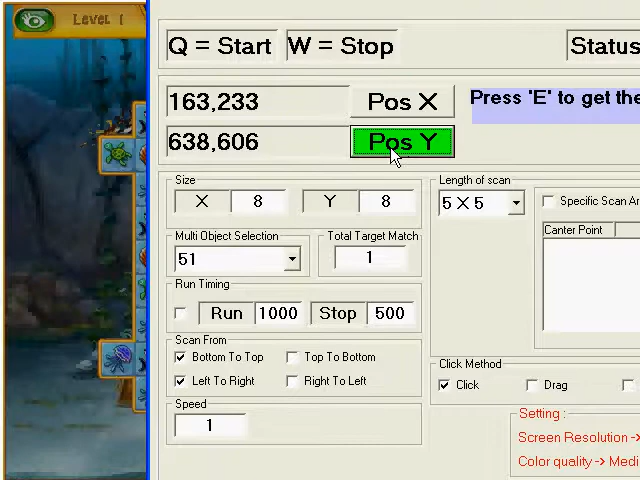 Level 1
Q = Start W = Stop Status
163,233 Pos X Press 'E' to get the
638,606 Pos Y
Size
X 8 Y 8
Length of scan
5 X 5
Specific Scan Ar
Canter Point
Multi Object Selection
51
Total Target Match
1
Run Timing
Run 1000 Stop 500
Scan From
Bottom To Top Top To Bottom
Left To Right Right To Left
Click Method
Click Drag
Speed
1
Setting :
Screen Resolution ->
Color quality -> Medi